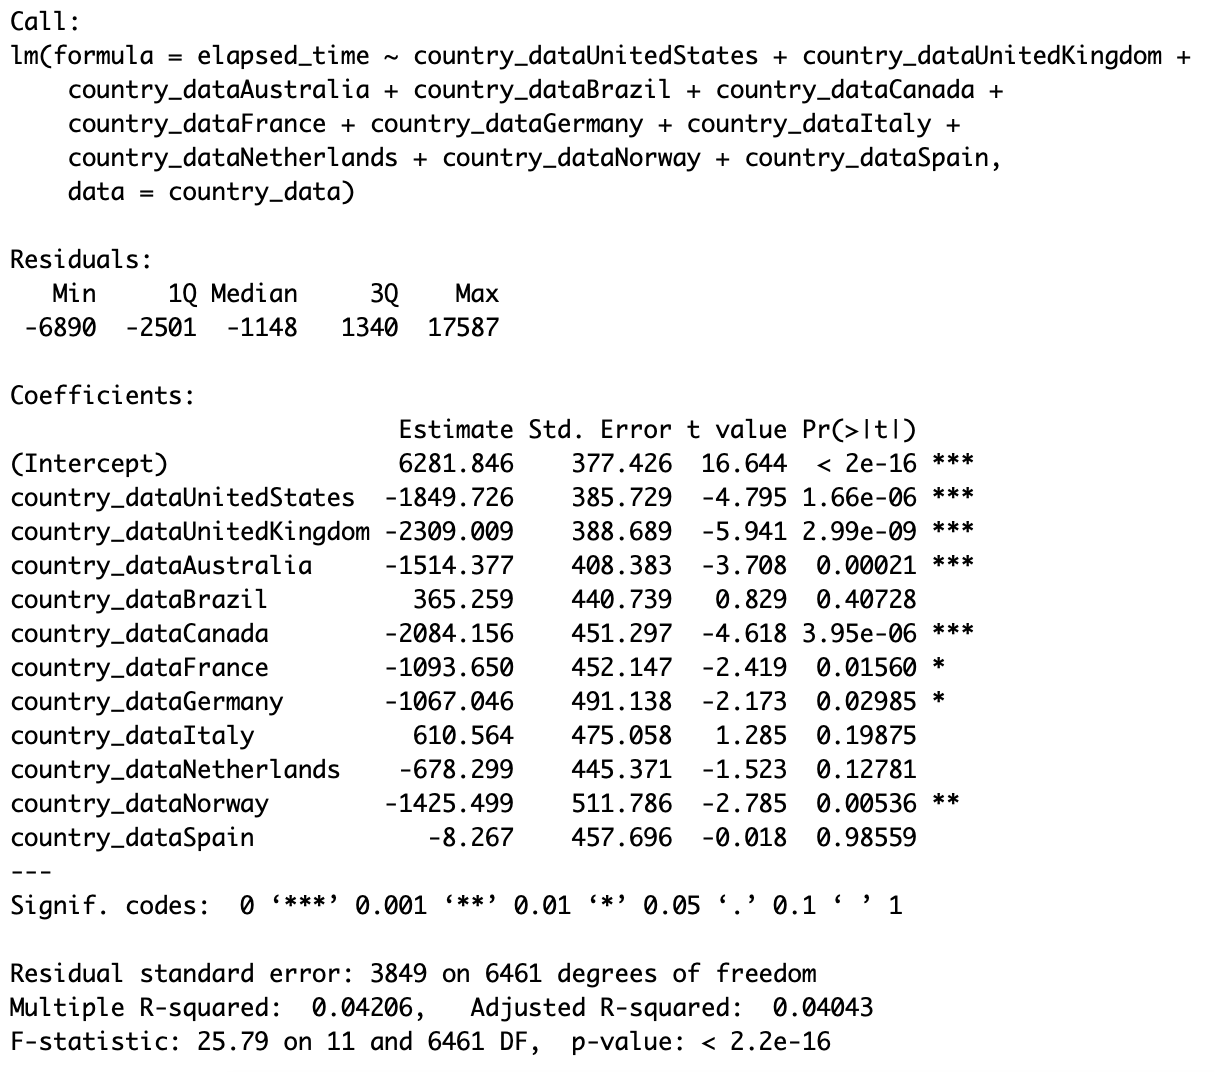 Call:
lm(formula = elapsed_time ~ country_dataUnitedStates + country_dataUnitedKingdom +
    country_dataAustralia + country_dataBrazil + country_dataCanada +
    country_dataFrance + country_dataGermany + country_dataItaly +
    country_dataNetherlands + country_dataNorway + country_dataSpain,
    data = country_data)

Residuals:
   Min     1Q Median     3Q    Max
 -6890  -2501  -1148   1340  17587

Coefficients:
                           Estimate Std. Error t value Pr(>|t|)
(Intercept)                6281.846    377.426  16.644  < 2e-16 ***
country_dataUnitedStates  -1849.726    385.729  -4.795 1.66e-06 ***
country_dataUnitedKingdom -2309.009    388.689  -5.941 2.99e-09 ***
country_dataAustralia     -1514.377    408.383  -3.708  0.00021 ***
country_dataBrazil          365.259    440.739   0.829  0.40728
country_dataCanada        -2084.156    451.297  -4.618 3.95e-06 ***
country_dataFrance        -1093.650    452.147  -2.419  0.01560 *
country_dataGermany       -1067.046    491.138  -2.173  0.02985 *
country_dataItaly           610.564    475.058   1.285  0.19875
country_dataNetherlands    -678.299    445.371  -1.523  0.12781
country_dataNorway        -1425.499    511.786  -2.785  0.00536 **
country_dataSpain            -8.267    457.696  -0.018  0.98559
---
Signif. codes:  0 ‘***’ 0.001 ‘**’ 0.01 ‘*’ 0.05 ‘.’ 0.1 ‘ ’ 1

Residual standard error: 3849 on 6461 degrees of freedom
Multiple R-squared:  0.04206,   Adjusted R-squared:  0.04043
F-statistic: 25.79 on 11 and 6461 DF,  p-value: < 2.2e-16